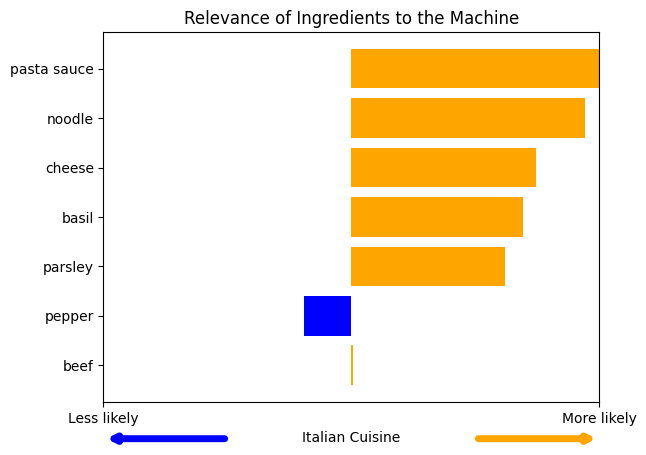 Relevance of Ingredients to the Machine
pasta sauce
noodle
cheese
basil
parsley
pepper
beef
Less likely
More likely
Italian Cuisine